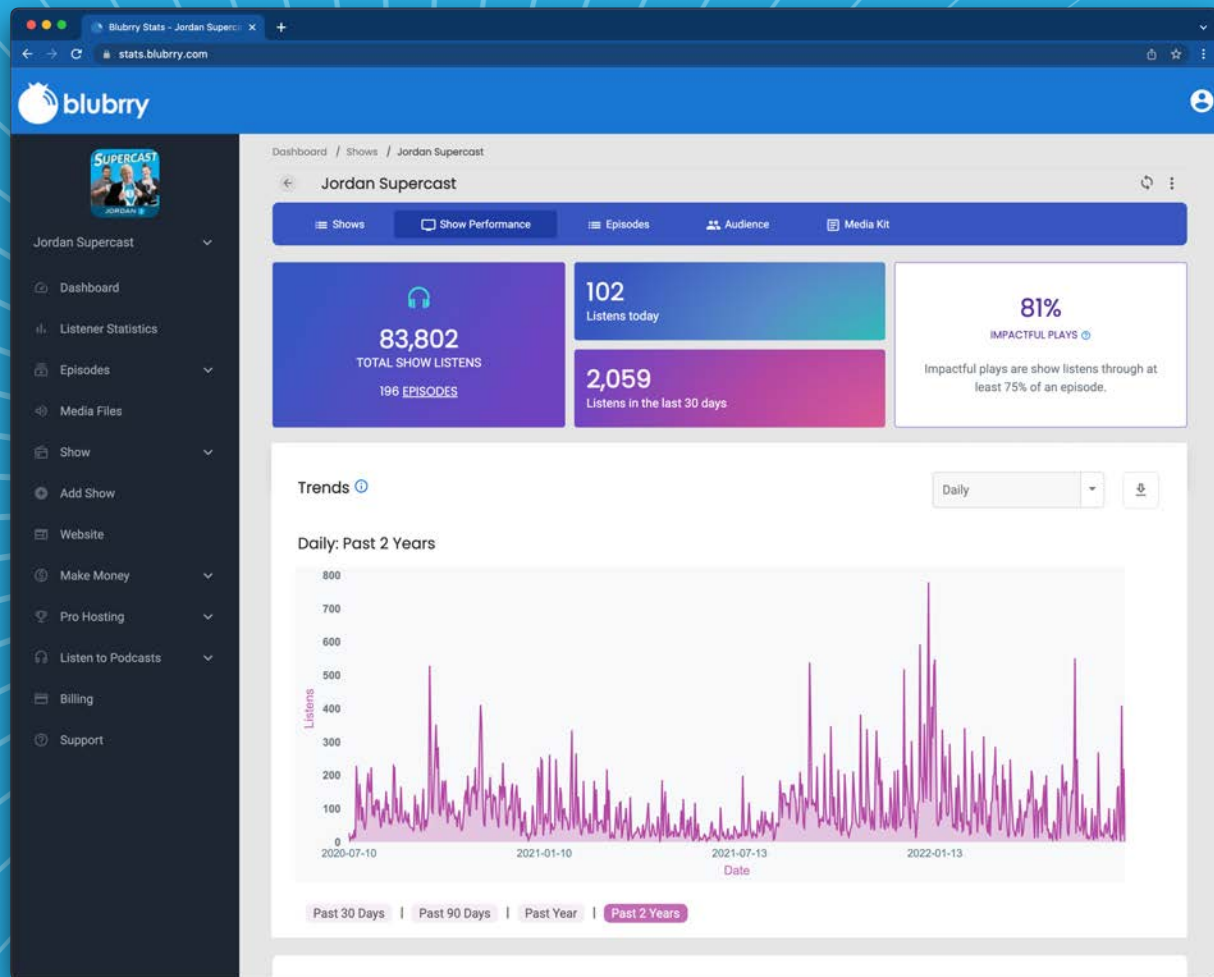 Blubrry Stats - Jordan Superc
stats.blubrry.com
blubrry
SUPERCAST
JORDAN
Jordan Supercast
Dashboard
Listener Statistics
Episodes
Media Files
Show
Add Show
Website
Make Money
Pro Hosting
Listen to Podcasts
Billing
Support
Dashboard / Shows / Jordan Supercast
Jordan Supercast
Shows
Show Performance
Episodes
Audience
Media Kit
83,802
TOTAL SHOW LISTENS
196 EPISODES
102
Listens today
2,059
Listens in the last 30 days
81%
IMPACTFUL PLAYS
Impactful plays are show listens through at
least 75% of an episode.
Trends
Daily
Daily: Past 2 Years
800
700
600
500
400
300
200
100
0
Listens
2020-07-10
2021-01-10
2021-07-13
2022-01-13
Date
Past 30 Days | Past 90 Days | Past Year | Past 2 Years